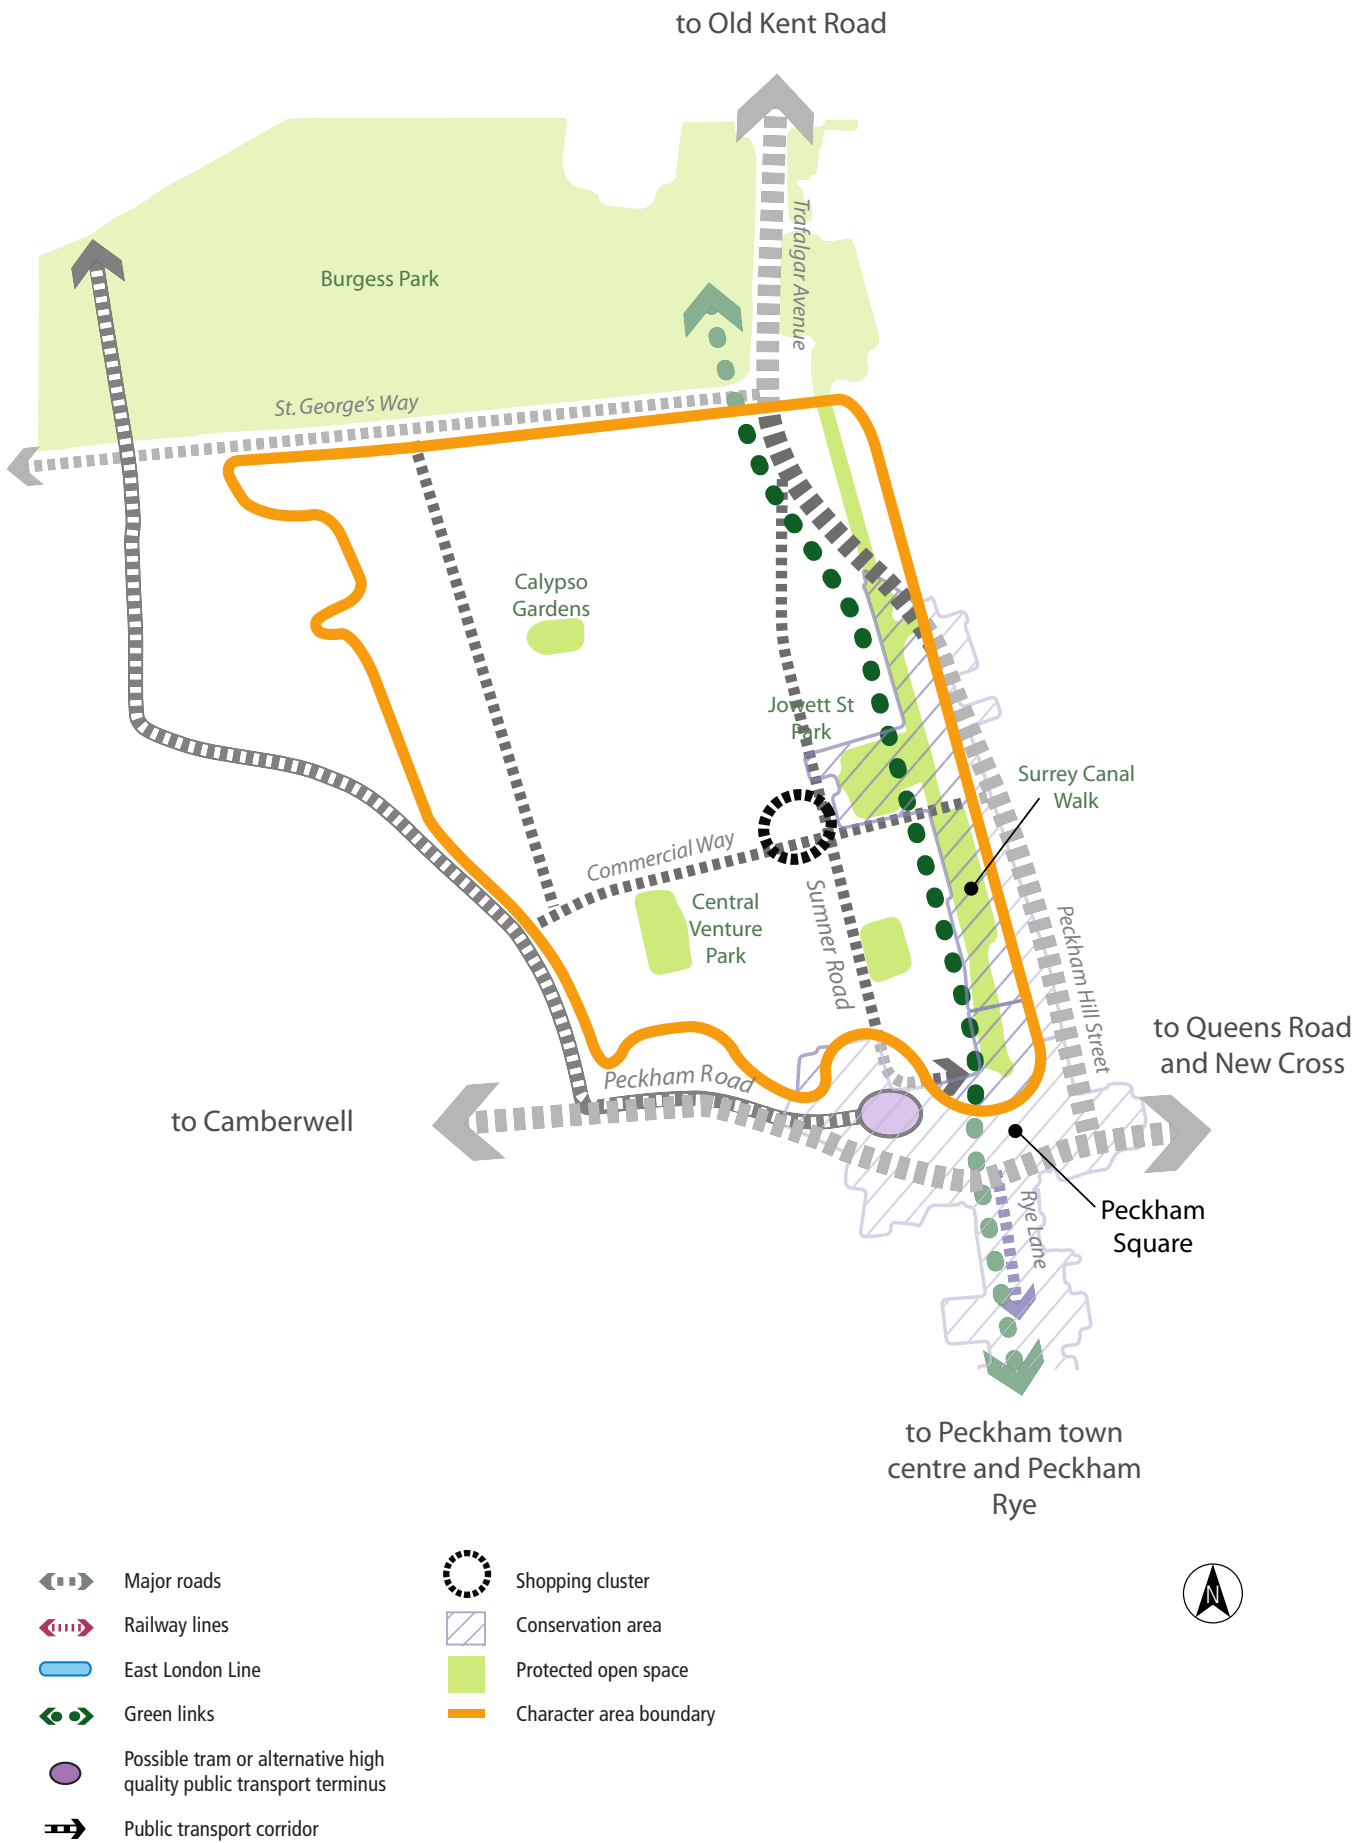 to Old Kent Road
Trafalgar Avenue
Burgess Park
St. George's Way
Calypso
Gardens
Jowett St
Park
Surrey Canal
Walk
Commercial Way
Central
Venture
Park
Sumner Road
Peckham Hill Street
to Queens Road
and New Cross
Peckham Road
to Camberwell
Rye Lane
Peckham
Square
to Peckham town
centre and Peckham
Rye
Major roads
Railway lines
East London Line
Green links
Possible tram or alternative high
quality public transport terminus
Public transport corridor
Shopping cluster
Conservation area
Protected open space
Character area boundary
N